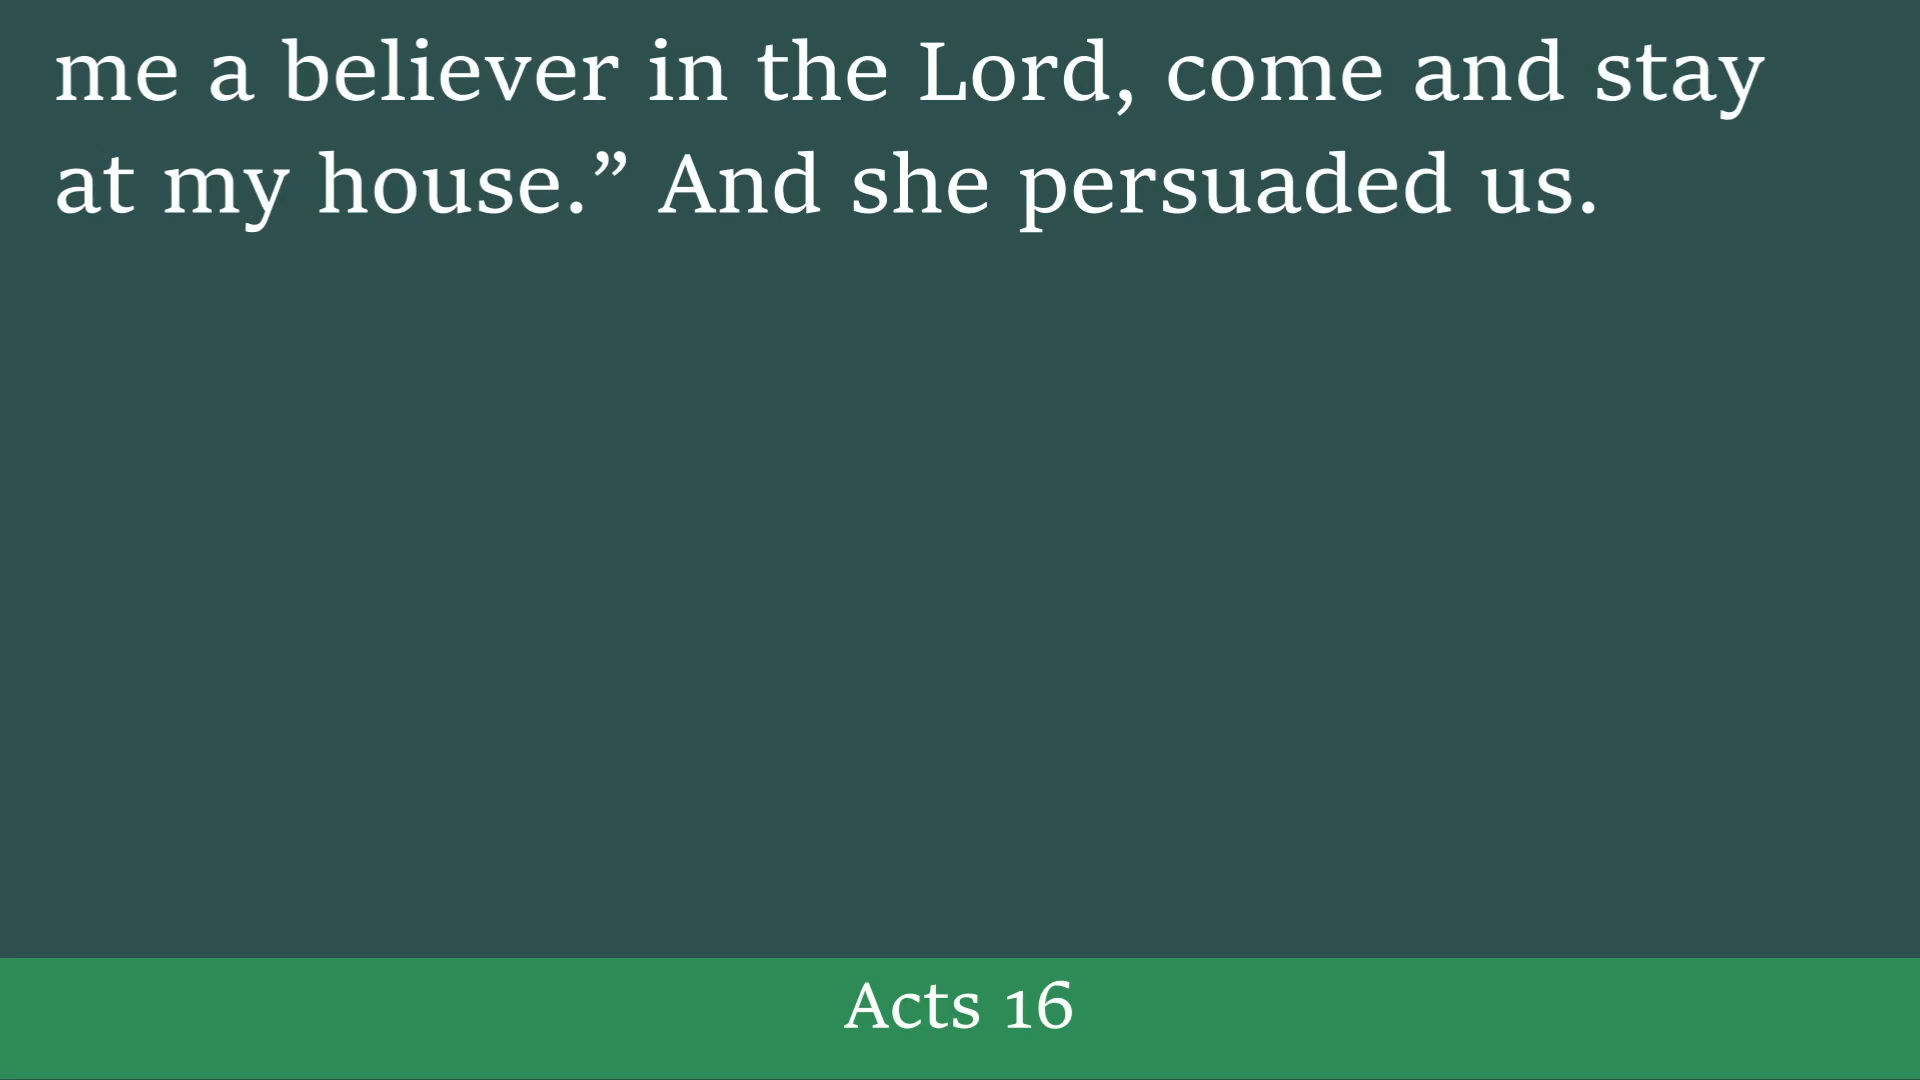 me a believer in the Lord, come and stay
at my house.” And she persuaded us.
Acts 16